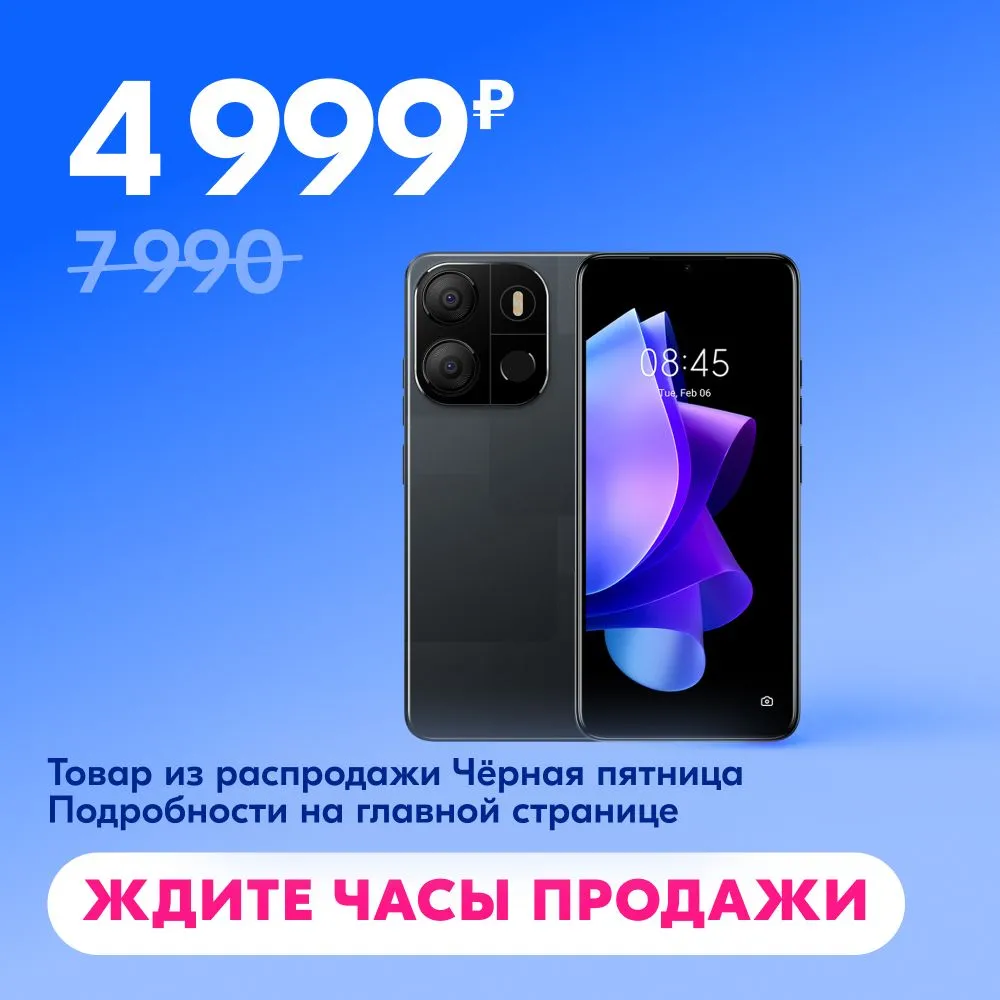 4 999₽
7 990
08:45
Tue, Feb 06
Товар из распродажи Чёрная пятница
Подробности на главной странице
ЖДИТЕ ЧАСЫ ПРОДАЖИ